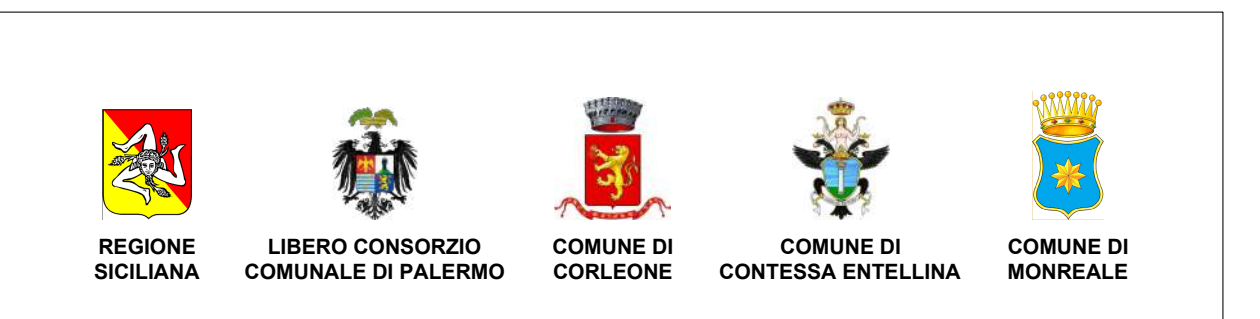 REGIONE
SICILIANA
LIBERO CONSORZIO
COMUNALE DI PALERMO
COMUNE DI
CORLEONE
COMUNE DI
CONTESSA ENTELLINA
COMUNE DI
MONREALE